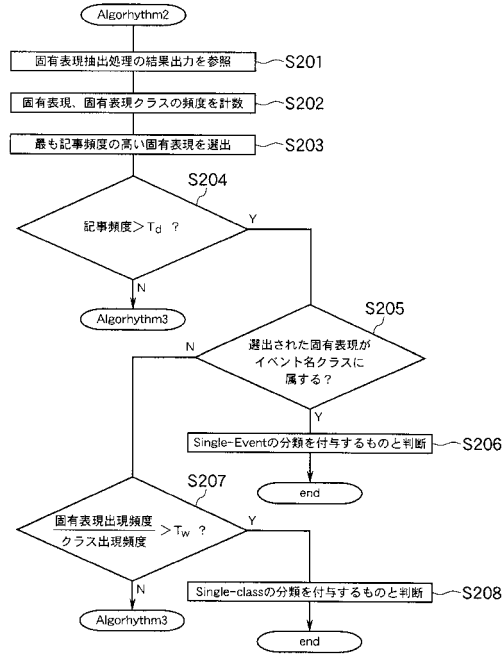 Algorhythm2
固有表現抽出処理の結果出力を参照
S201
固有表現、固有表現クラスの頻度を計数
S202
最も記事頻度の高い固有表現を選出
S203
S204
記事頻度>Td ?
Y
N
Algorhythm3
S205
選出された固有表現が
イベント名クラスに
属する?
N
Y
Single-Eventの分類を付与するものと判断
S206
end
S207
固有表現出現頻度
クラス出現頻度
>Tw ?
Y
N
Algorhythm3
Single-classの分類を付与するものと判断
S208
end